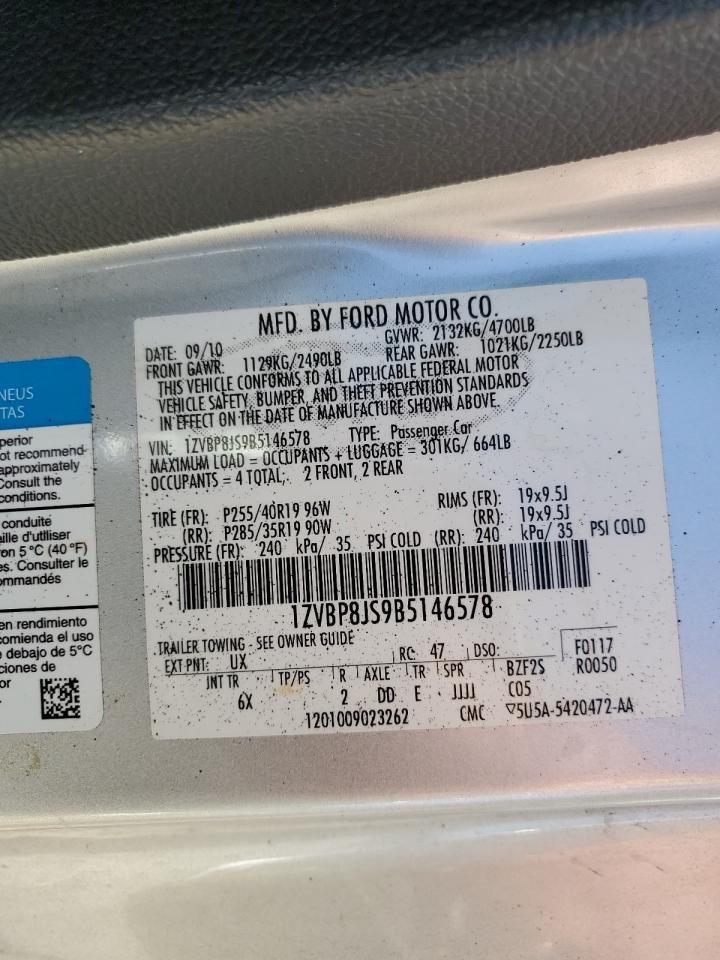 NEUS
TAS
perior
ot recommend-
approximately
Consult the
conditions.
conduite
ille d'utiliser
ron 5 °C (40 °F)
es. Consulter le
ommandés
en rendimiento
comienda el uso
e debajo de 5°C
ciones de
or
MFD. BY FORD MOTOR CO.
DATE: 09/10 GVWR: 2132KG/4700LB
FRONT GAWR: 1129KG/2490LB REAR GAWR: 1021KG/2250LB
THIS VEHICLE CONFORMS TO ALL APPLICABLE FEDERAL MOTOR
VEHICLE SAFETY, BUMPER, AND THEFT PREVENTION STANDARDS
IN EFFECT ON THE DATE OF MANUFACTURE SHOWN ABOVE.
VIN: 1ZVBP8JS9B5146578 TYPE: Passenger Car
MAXIMUM LOAD = OCCUPANTS + LUGGAGE = 301KG/ 664LB
OCCUPANTS = 4 TOTAL; 2 FRONT, 2 REAR
TIRE (FR): P255/40R19 96W RIMS (FR): 19x9.5J
(RR): P285/35R19 90W (RR): 19x9.5J
PRESSURE (FR): 240 kPa/ 35 PSI COLD (RR): 240 kPa/ 35 PSI COLD
1ZVBP8JS9B5146578
TRAILER TOWING - SEE OWNER GUIDE
EXT PNT: UX RC: 47 DSO: F0117
INT TR TP/PS R AXLE TR SPR BZF2S R0050
6X 2 DD E JJJJ C05
1201009023262 CMC ▽5U5A-5420472-AA